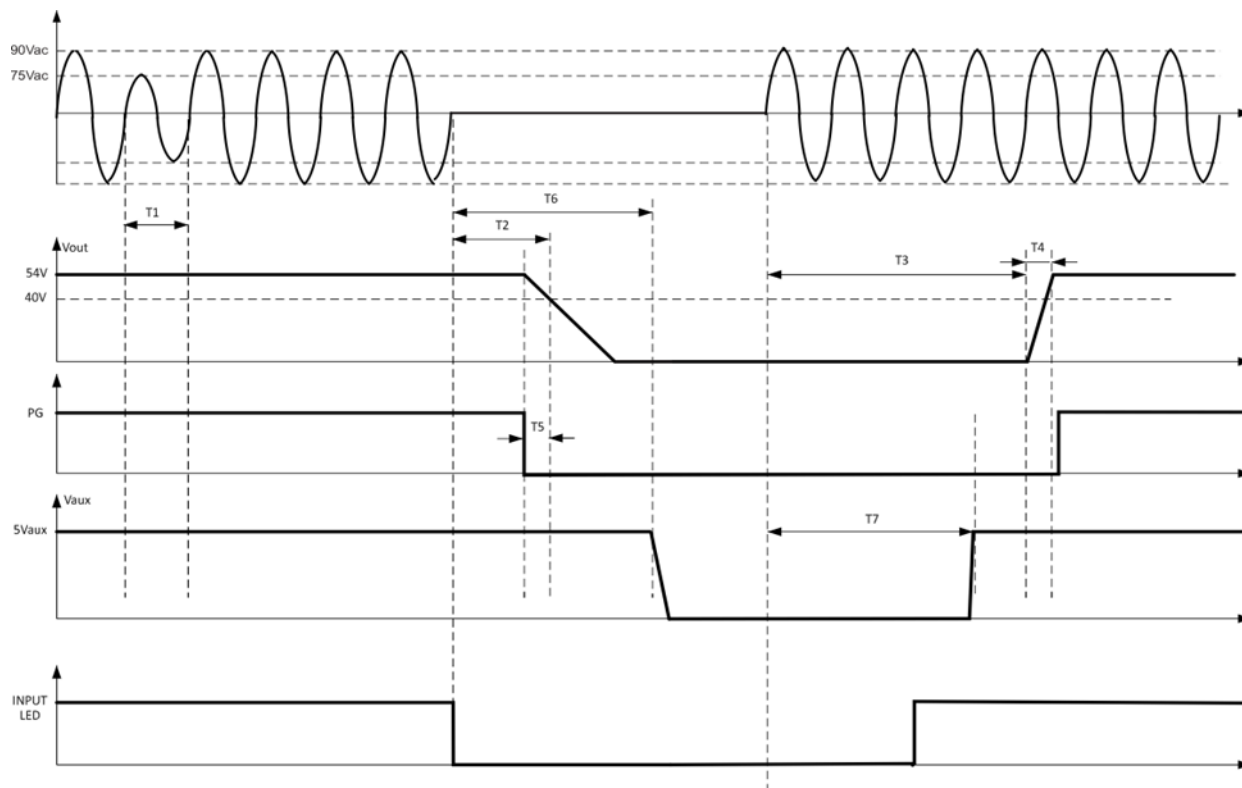 90Vac
75Vac
T1
T6
T2
Vout
54V
40V
T3
T4
PG
T5
Vaux
5Vaux
T7
INPUT
LED